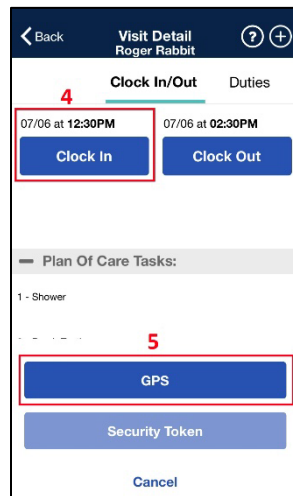 Back Visit Detail ? +
Roger Rabbit
Clock In/Out Duties
4
07/06 at 12:30PM 07/06 at 02:30PM
Clock In Clock Out
Plan Of Care Tasks:
1 - Shower
5
GPS
Security Token
Cancel